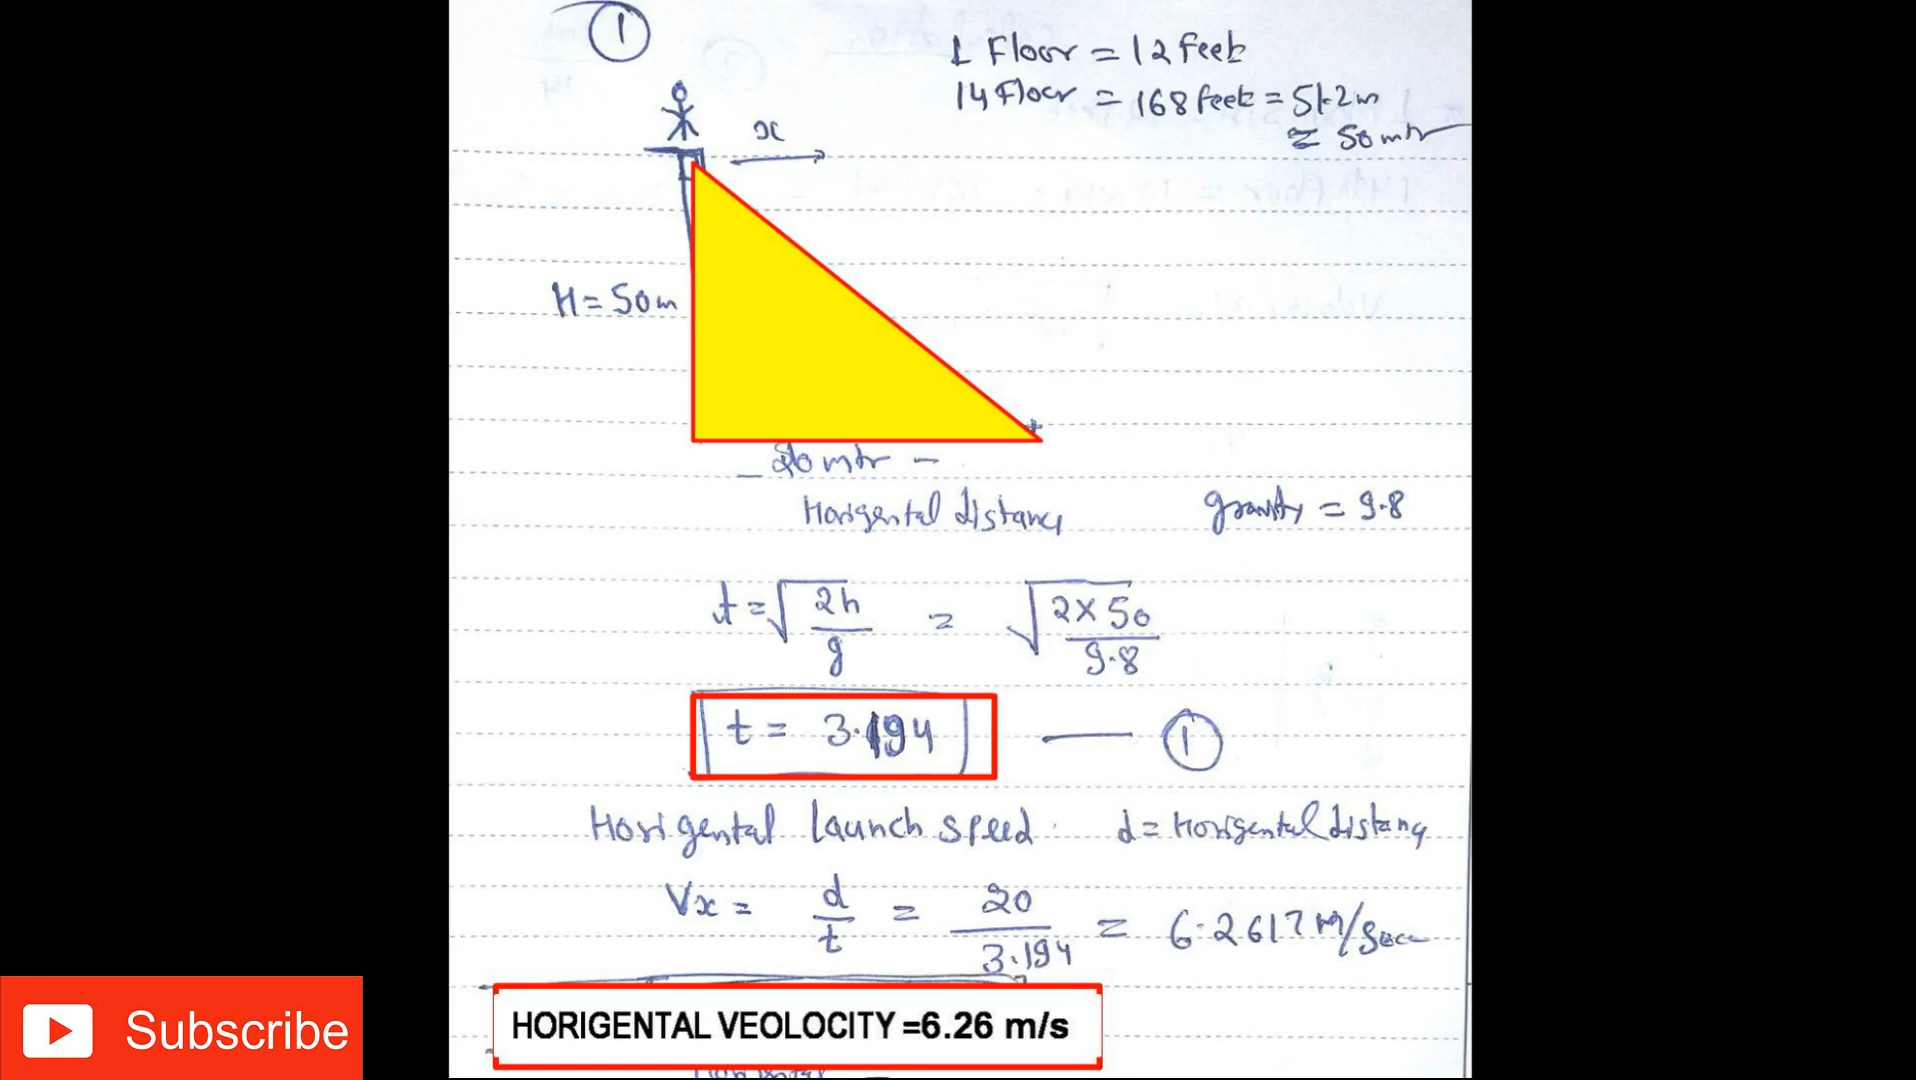 1
1 Floor = 12 feet
14 Floor = 168 feet = 51.2 m
≈ 50 mtr
x
H = 50m
20 mtr
Horigental distance
gravity = 9.8
t = √2h/g = √2×50/9.8
t = 3.194 — 1
Horigental launch speed. d = Horigental distance
Vx = d/t = 20/3.194 = 6.2617 M/Sec
HORIGENTAL VEOLOCITY =6.26 m/s
Subscribe